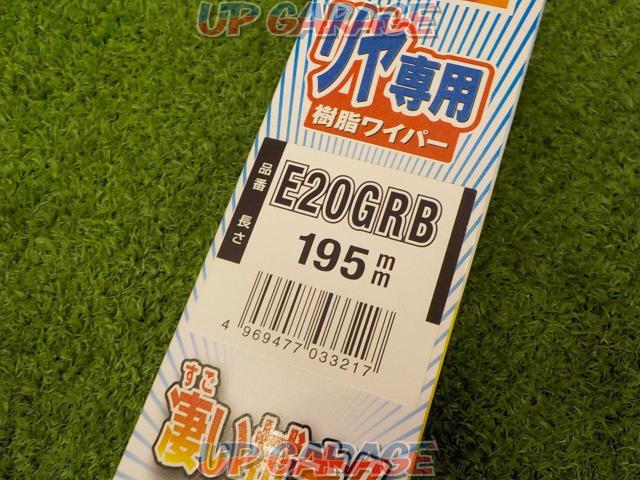 UP GARAGE
リヤ専用
樹脂ワイパー
品番 E20GRB
長さ 195mm
4 969477 033217
すご
凄い
UP GARAGE